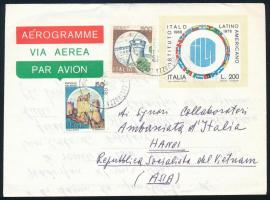 AÉROGRAMME
VIA AEREA
PAR AVION
ISTITUTO ITALO LATINO AMERICANO
1966 1976
ITALIA L. 200
Ai Signori Collaboratori
Ambasciata d'Italia
HANOI
Repubblica Socialista del Vietnam
(ASIA)